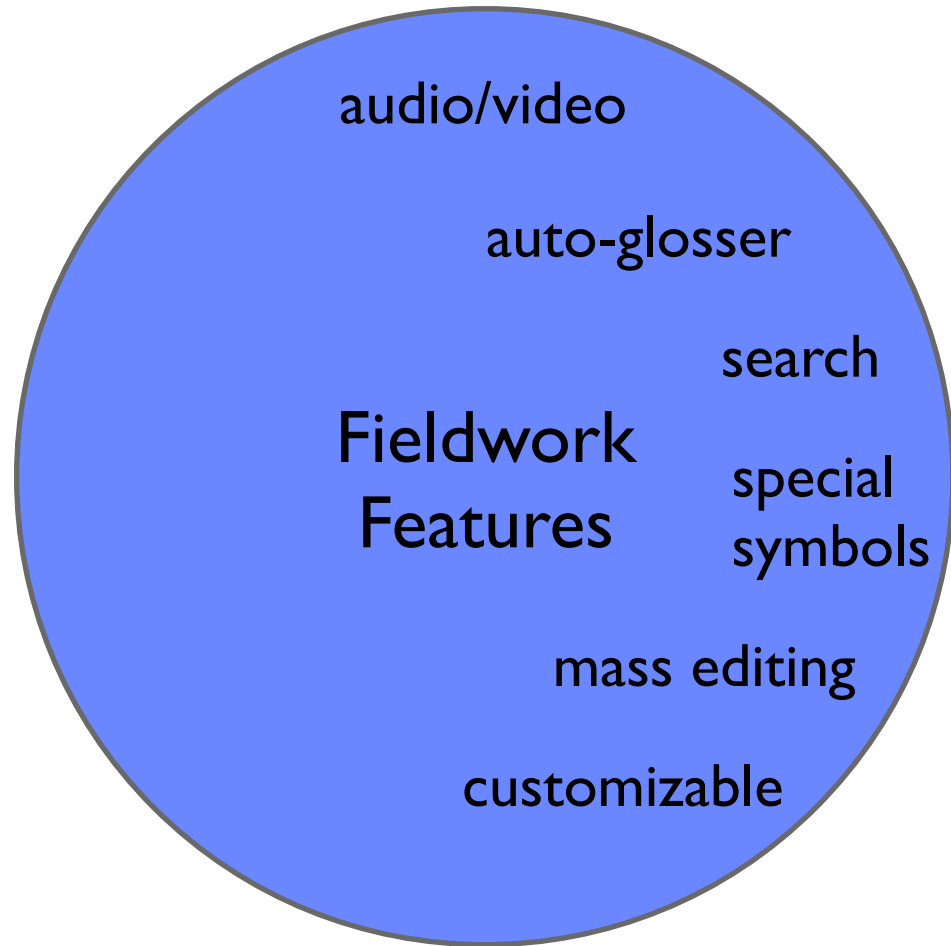 audio/video
auto-glosser
search
Fieldwork
Features
special
symbols
mass editing
customizable